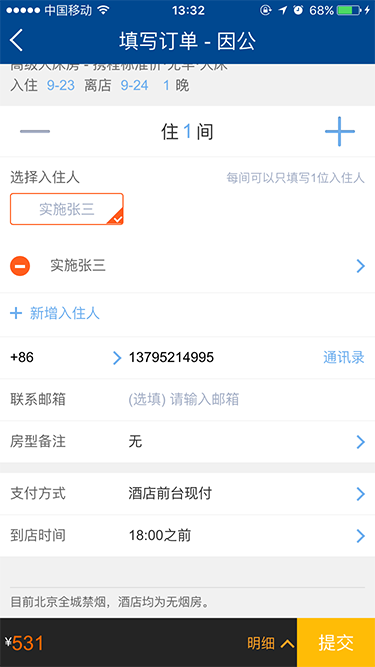 中国移动 13:32 68%
填写订单 - 因公
高级大床房 - 携程标准价·无早·大床
入住 9-23 离店 9-24 1 晚
住 1 间
选择入住人 每间可以只填写1位入住人
实施张三
实施张三
新增入住人
+86 13795214995 通讯录
联系邮箱 (选填) 请输入邮箱
房型备注 无
支付方式 酒店前台现付
到店时间 18:00之前
目前北京全城禁烟，酒店均为无烟房。
¥531 明细 提交